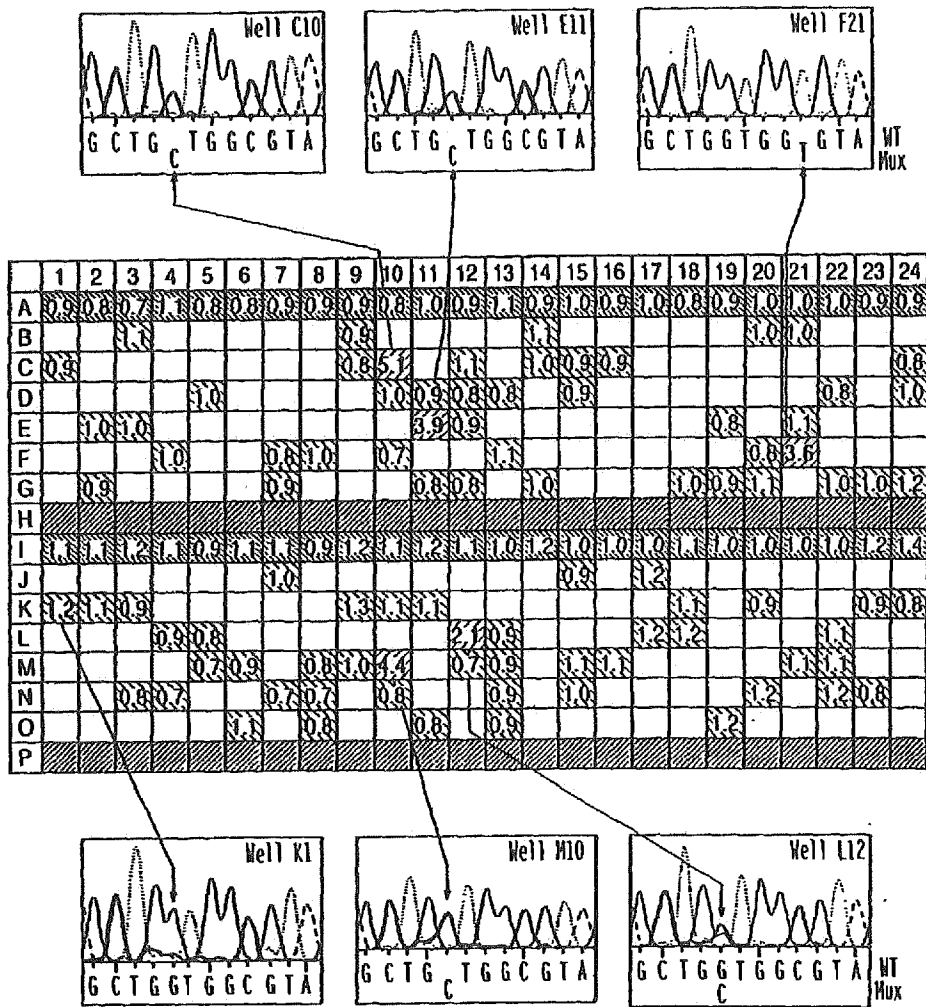 Well C10
G C T G C T G G C G T A
Well E11
G C T G C T G G C G T A
Well F21
G C T G G T G G T G T A
WT
Mux
1 2 3 4 5 6 7 8 9 10 11 12 13 14 15 16 17 18 19 20 21 22 23 24
A 0.9 0.8 0.7 1.1 0.8 0.8 0.9 0.9 0.9 0.8 1.0 0.9 1.1 0.9 1.0 0.9 1.0 0.8 0.9 1.0 1.0 1.0 0.9 0.9
B 1.1 0.9 1.1 1.0 1.0
C 0.9 0.8 5.1 1.1 1.0 0.9 0.9 0.8
D 1.0 1.0 0.9 0.8 0.8 0.9 0.8 1.0
E 1.0 1.0 3.9 0.9 0.8 1.1
F 1.0 0.8 1.0 0.7 1.1 0.8 3.6
G 0.9 0.9 0.8 0.8 1.0 1.0 0.9 1.1 1.0 1.0 1.2
H
I 1.1 1.1 1.2 1.1 0.9 1.1 1.1 0.9 1.2 1.1 1.2 1.1 1.0 1.2 1.0 1.0 1.0 1.1 1.0 1.0 1.0 1.0 1.2 1.4
J 1.0 0.9 1.2
K 1.2 1.1 0.9 1.3 1.1 1.1 1.1 0.9 0.9 0.8
L 0.9 0.8 2.1 0.9 1.2 1.2 1.1
M 0.7 0.9 0.8 1.0 4.4 0.7 0.9 1.1 1.1 1.1 1.1
N 0.8 0.7 0.7 0.7 0.8 0.9 1.0 1.2 1.2 0.8
O 1.1 0.8 0.8 0.9 1.2
P
Well K1
G C T G G T G G C G T A
Well M10
G C T G C T G G C G T A
Well L12
G C T G G T G G C G T A
C
WT
Mux